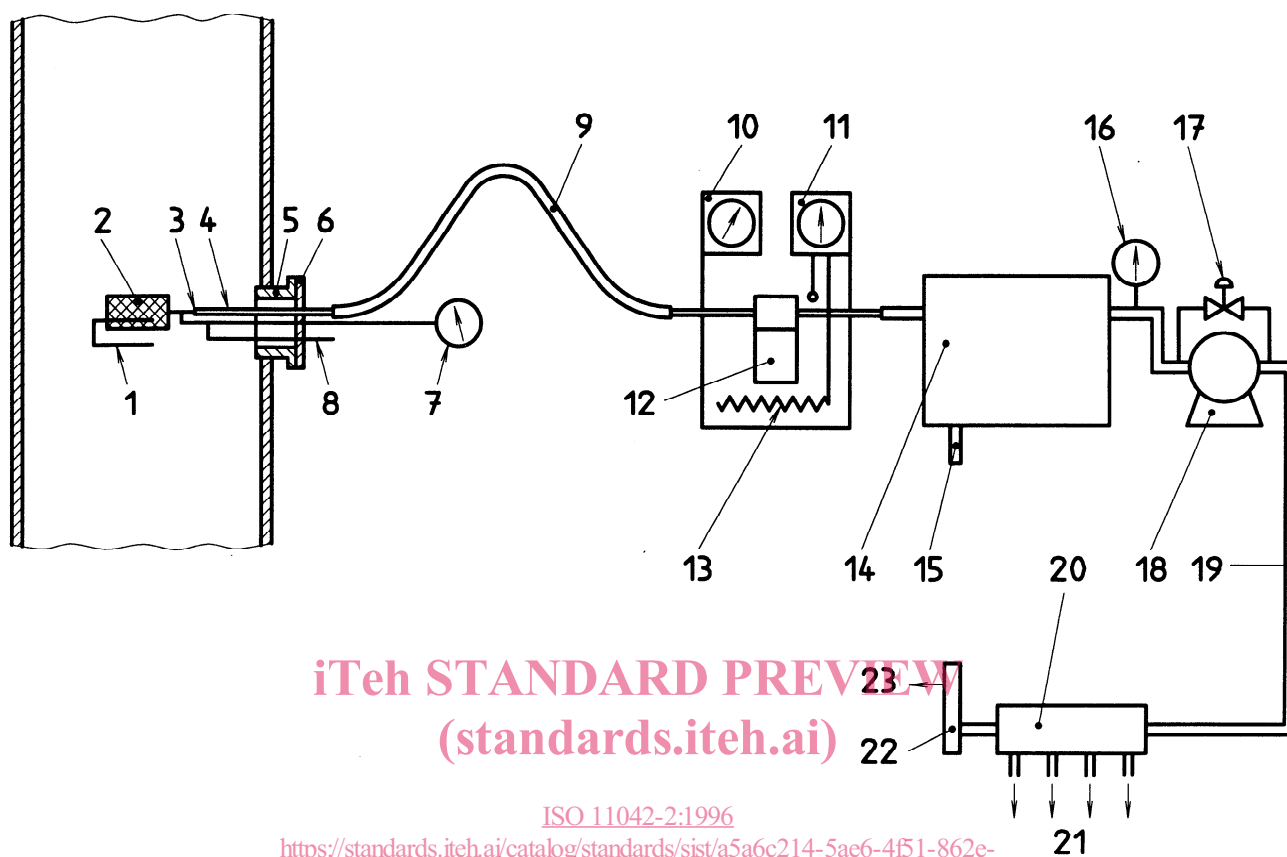 10 11 16 17
9
2 3 4 5 6
1 8 7 12
13 14 15 20 18 19
iTeh STANDARD PREVIEW
23
(standards.iteh.ai)
22
ISO 11042-2:1996
21
https://standards.iteh.ai/catalog/standards/sist/a5a6c214-5ae6-4f51-862e-